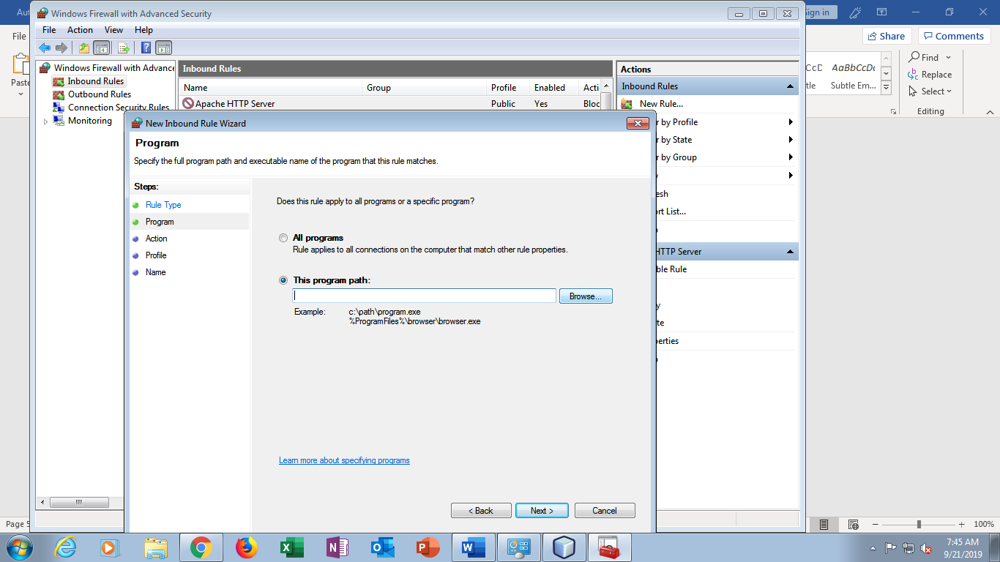 Windows Firewall with Advanced Security
File Action View Help
Windows Firewall with Advance
Inbound Rules
Outbound Rules
Connection Security Rules
Monitoring
Inbound Rules
Name Group Profile Enabled Acti
Apache HTTP Server Public Yes Bloc
Actions
Inbound Rules
New Rule...
r by Profile
r by State
r by Group
esh
rt List...
HTTP Server
ble Rule
y
te
erties
New Inbound Rule Wizard
Program
Specify the full program path and executable name of the program that this rule matches.
Steps:
Rule Type
Program
Action
Profile
Name
Does this rule apply to all programs or a specific program?
All programs
Rule applies to all connections on the computer that match other rule properties.
This program path:
Browse...
Example: c:\path\program.exe
%ProgramFiles%\browser\browser.exe
Learn more about specifying programs
< Back Next > Cancel
Aut
File
Paste
Page 5
ign in
Share Comments
CcD AaBbCcDc
tle Subtle Em...
Find
Replace
Select
Editing
100%
7:45 AM
9/21/2019